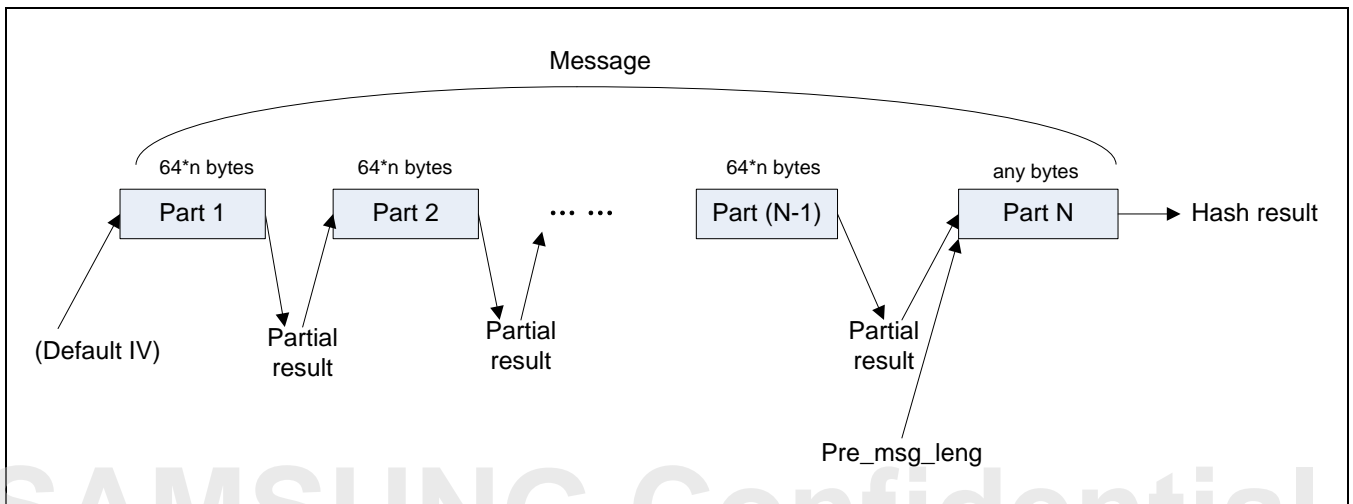 Message
64*n bytes
64*n bytes
64*n bytes
any bytes
Part 1
Part 2
... ...
Part (N-1)
Part N
Hash result
(Default IV)
Partial
result
Partial
result
Partial
result
Pre_msg_leng
SAMSUNG Confidential